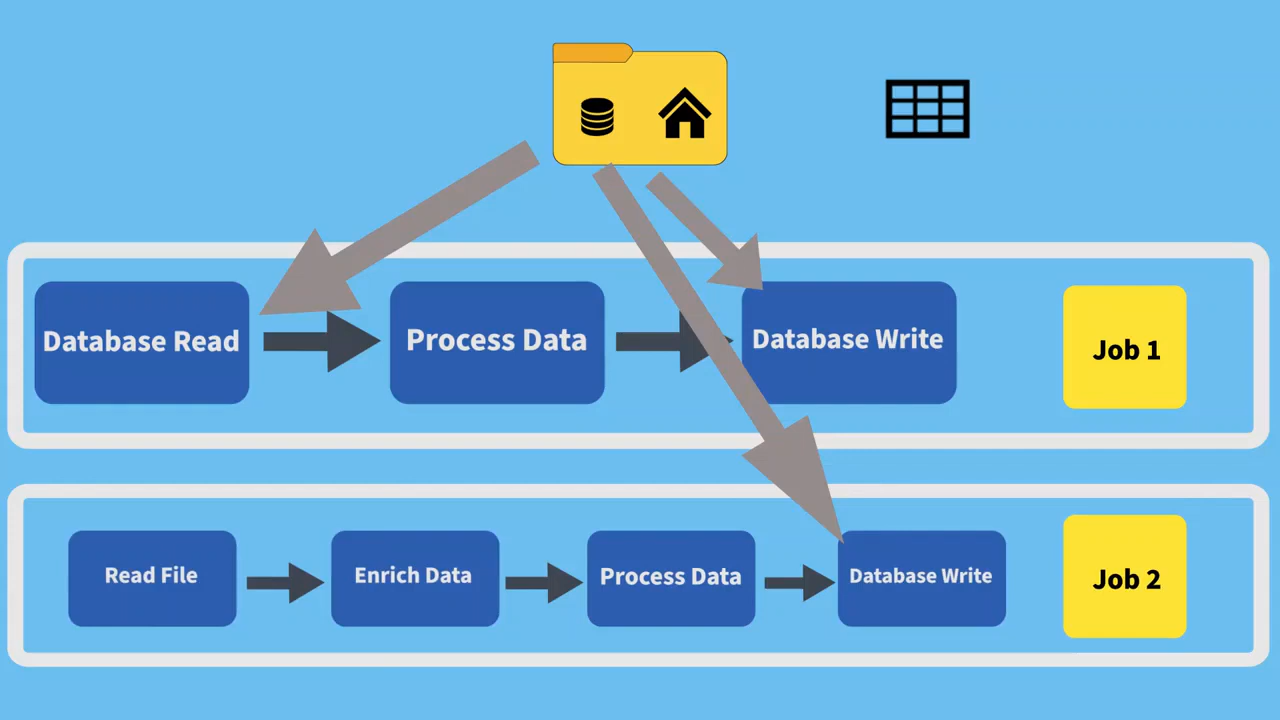 Database Read
Process Data
Database Write
Job 1
Read File
Enrich Data
Process Data
Database Write
Job 2